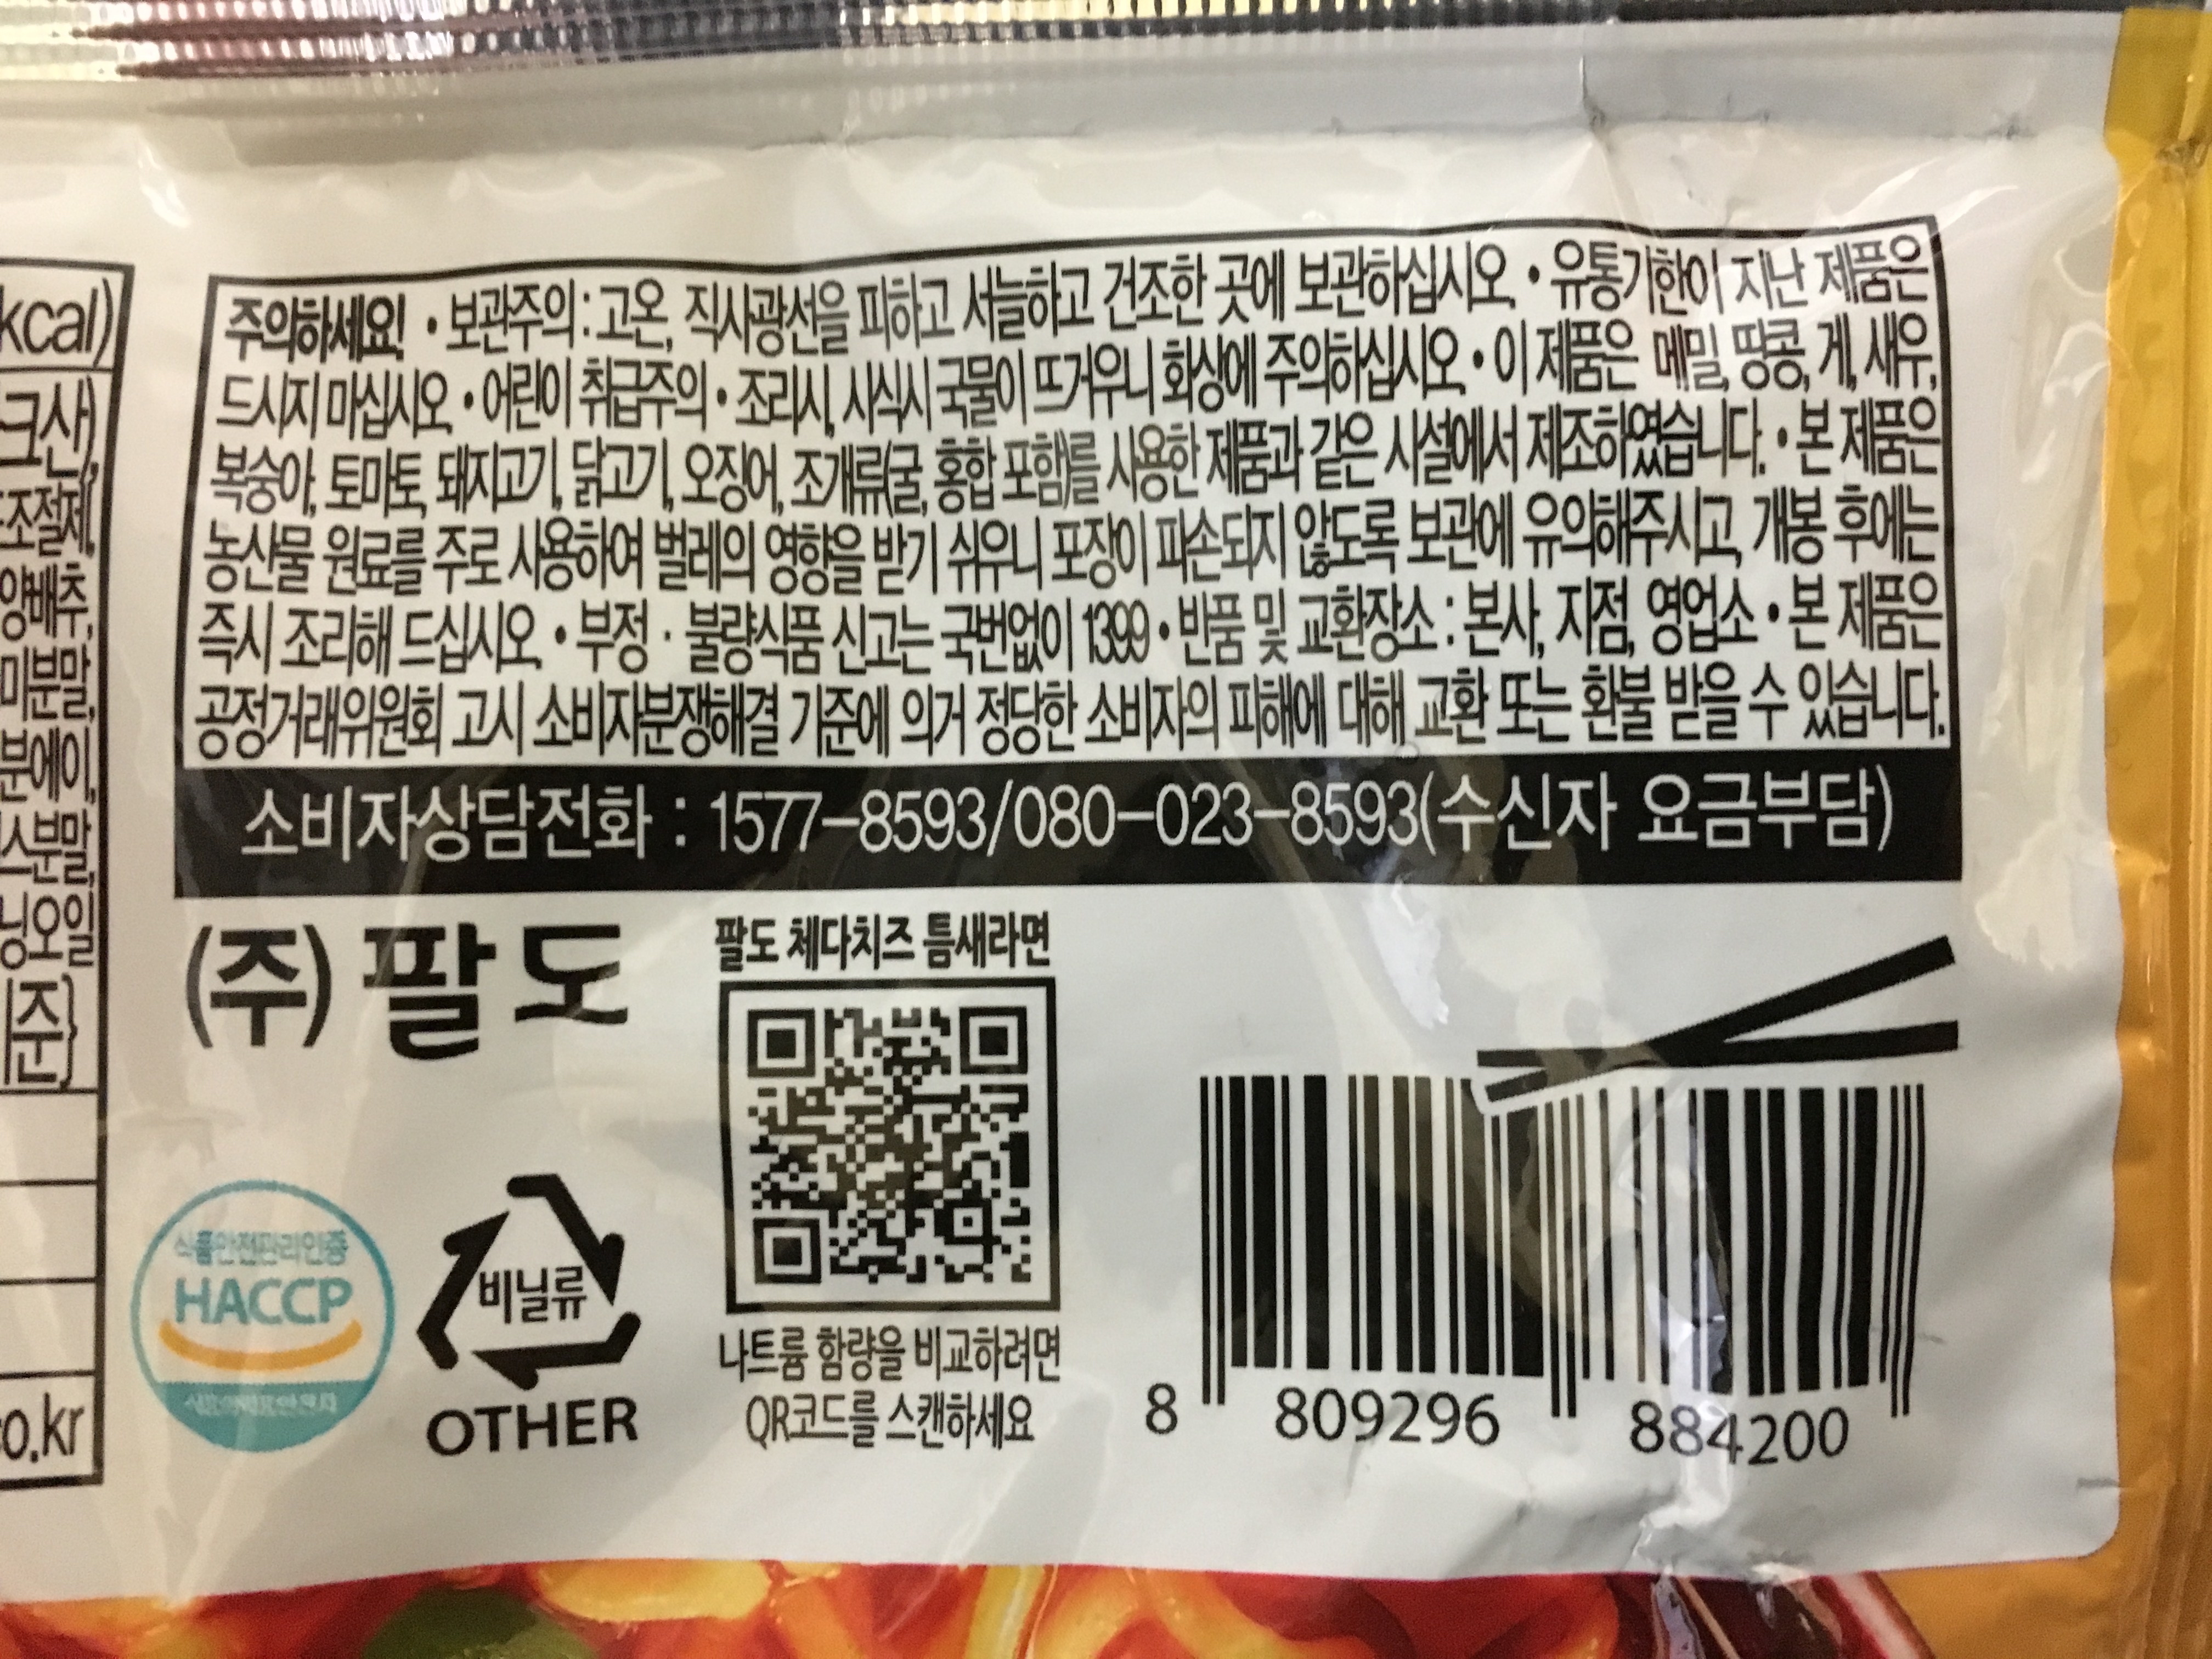 kcal)
크산),
조절제,
양배추,
미분말,
분에이,
스분말,
닝오일
준}
o.kr
주의하세요! • 보관주의 : 고온, 직사광선을 피하고 서늘하고 건조한 곳에 보관하십시오. • 유통기한이 지난 제품은
드시지 마십시오. • 어린이 취급주의 • 조리시, 시식시 국물이 뜨거우니 화상에 주의하십시오. • 이 제품은 메밀, 땅콩, 게, 새우,
복숭아, 토마토, 돼지고기, 닭고기, 오징어, 조개류(굴, 홍합 포함)를 사용한 제품과 같은 시설에서 제조하였습니다. • 본 제품은
농산물 원료를 주로 사용하여 벌레의 영향을 받기 쉬우니 포장이 파손되지 않도록 보관에 유의해주시고, 개봉 후에는
즉시 조리해 드십시오. • 부정 · 불량식품 신고는 국번없이 1399 • 반품 및 교환장소 : 본사, 지점, 영업소 • 본 제품은
공정거래위원회 고시 소비자분쟁해결 기준에 의거 정당한 소비자의 피해에 대해 교환 또는 환불 받을 수 있습니다.
소비자상담전화 : 1577-8593/080-023-8593(수신자 요금부담)
(주) 팔도
팔도 체다치즈 틈새라면
식품안전관리인증
HACCP
비닐류
OTHER
나트륨 함량을 비교하려면
QR코드를 스캔하세요
8 809296 884200